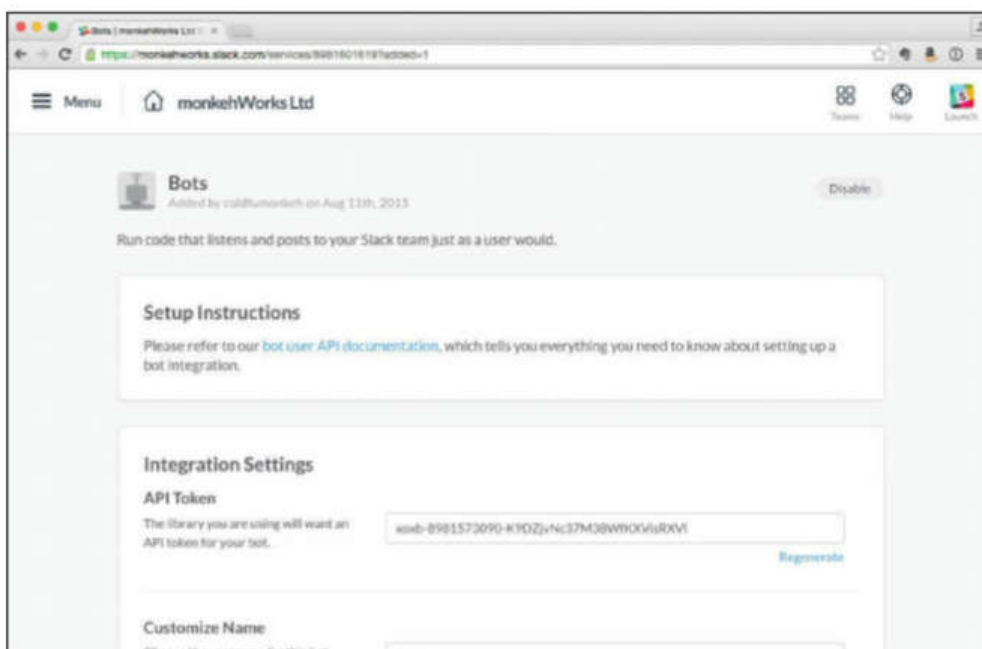 Bots | monkehWorks Ltd
monkehworks.slack.com/services/8981601619?added=1
Menu
monkehWorks Ltd
Teams
Help
Launch
Bots
Added by coldfumonkeh on Aug 11th, 2015
Disable
Run code that listens and posts to your Slack team just as a user would.
Setup Instructions
Please refer to our bot user API documentation, which tells you everything you need to know about setting up a
bot integration.
Integration Settings
API Token
The library you are using will want an
API token for your bot.
Regenerate
Customize Name